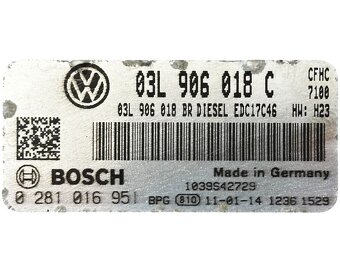 03L 906 018 C CFHC
7100
03L 906 018 BR DIESEL EDC17C46 HW: H23
Made in Germany
BOSCH 1039S42729
0 281 016 951 BPG 810 11-01-14 1236 1529